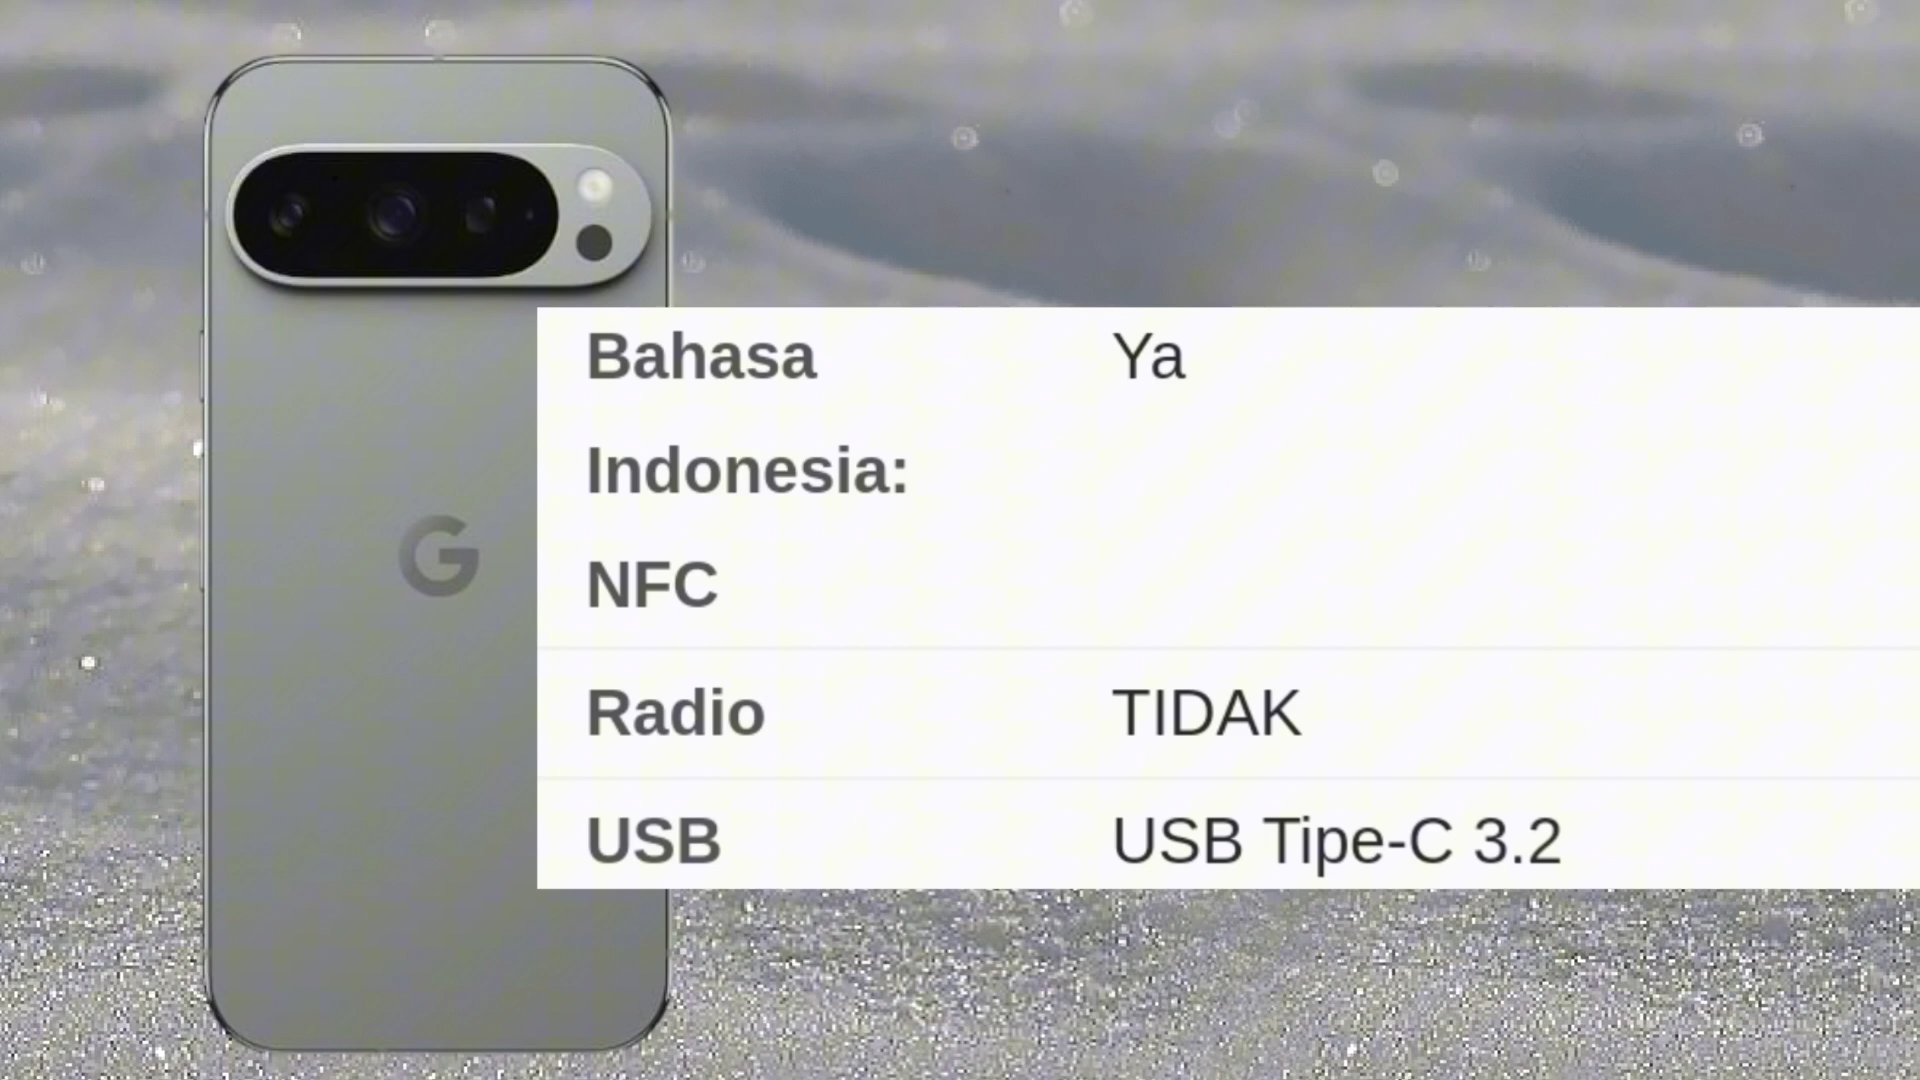 Bahasa Ya
Indonesia:
NFC
Radio TIDAK
USB USB Tipe-C 3.2
G